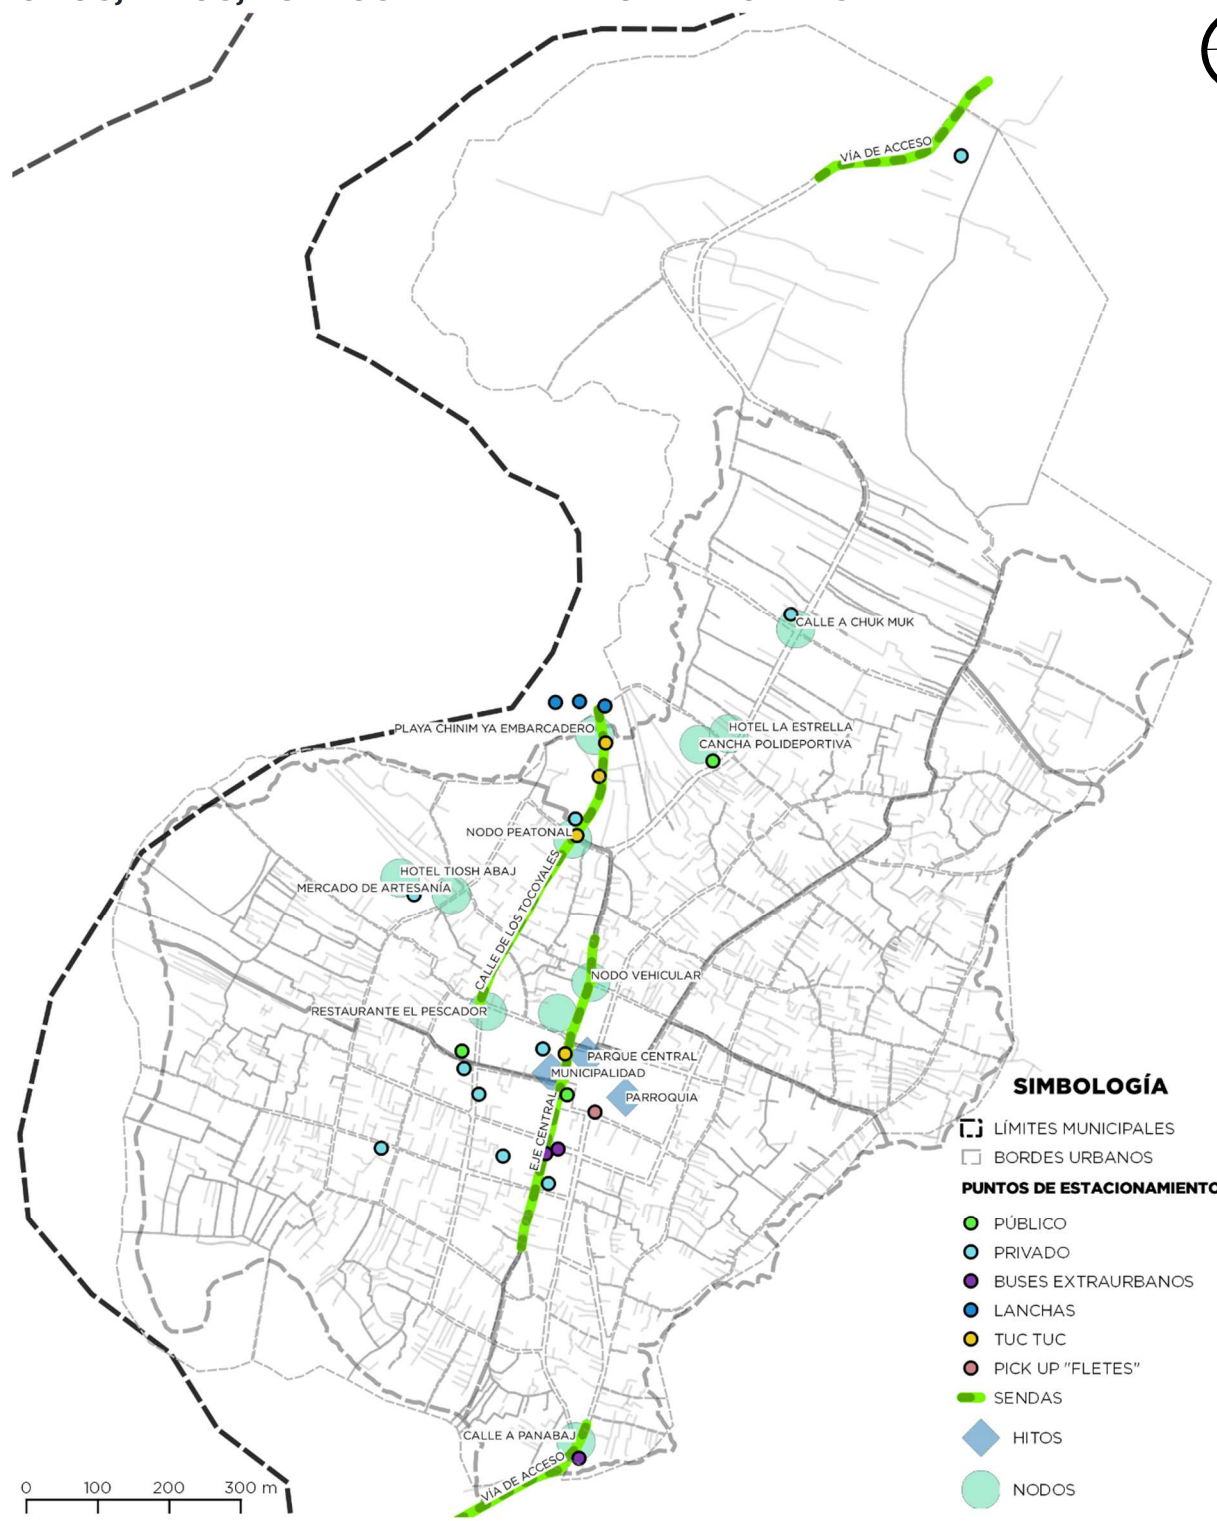 VÍA DE ACCESO
CALLE A CHUK MUK
HOTEL LA ESTRELLA
PLAYA CHINIM YA EMBARCADERO
CANCHA POLIDEPORTIVA
NODO PEATONAL
HOTEL TIOSH ABAJ
MERCADO DE ARTESANÍA
CALLE DE LOS TOCOYALES
NODO VEHICULAR
RESTAURANTE EL PESCADOR
PARQUE CENTRAL
MUNICIPALIDAD
PARROQUIA
EJE CENTRAL
CALLE A PANABAJ
VÍA DE ACCESO
0 100 200 300 m
SIMBOLOGÍA
LÍMITES MUNICIPALES
BORDES URBANOS
PUNTOS DE ESTACIONAMIENTO
PÚBLICO
PRIVADO
BUSES EXTRAURBANOS
LANCHAS
TUC TUC
PICK UP "FLETES"
SENDAS
HITOS
NODOS